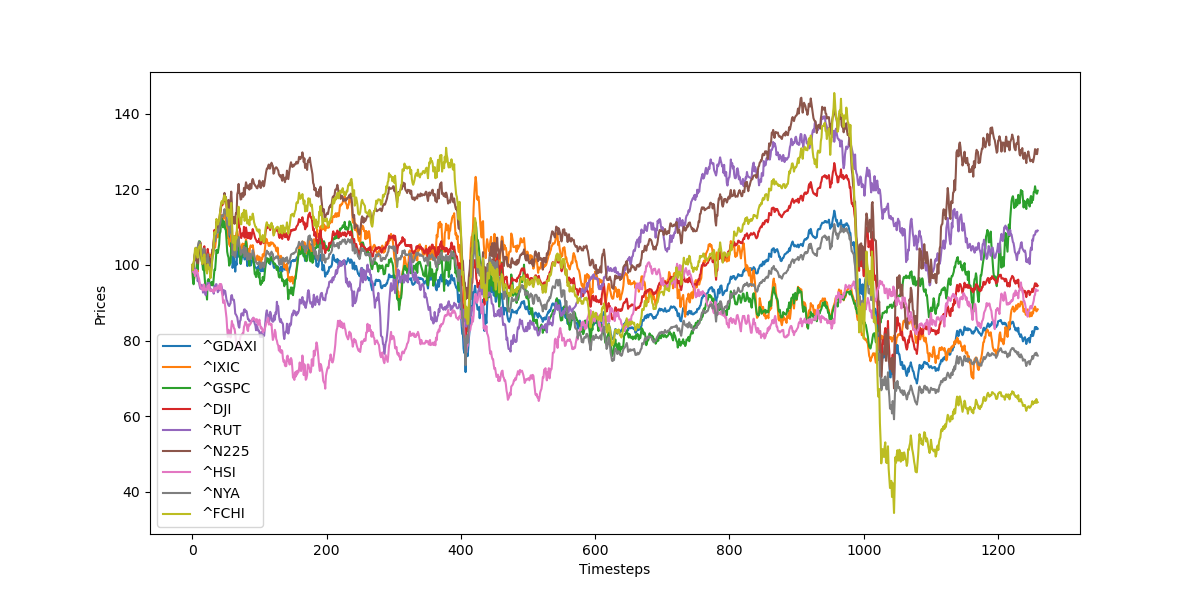 140
120
100
80
60
40
Prices
0 200 400 600 800 1000 1200
Timesteps
^GDAXI
^IXIC
^GSPC
^DJI
^RUT
^N225
^HSI
^NYA
^FCHI